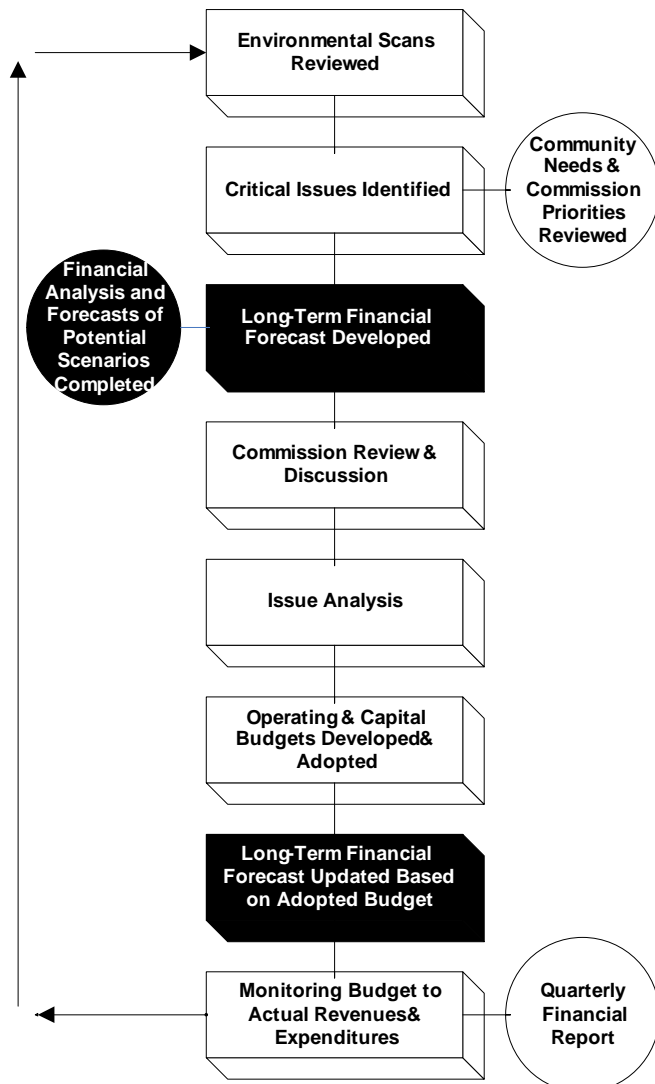 Environmental Scans
Reviewed
Critical Issues Identified
Community
Needs &
Commission
Priorities
Reviewed
Financial
Analysis and
Forecasts of
Potential
Scenarios
Completed
Long-Term Financial
Forecast Developed
Commission Review &
Discussion
Issue Analysis
Operating & Capital
Budgets Developed&
Adopted
Long-Term Financial
Forecast Updated Based
on Adopted Budget
Monitoring Budget to
Actual Revenues&
Expenditures
Quarterly
Financial
Report